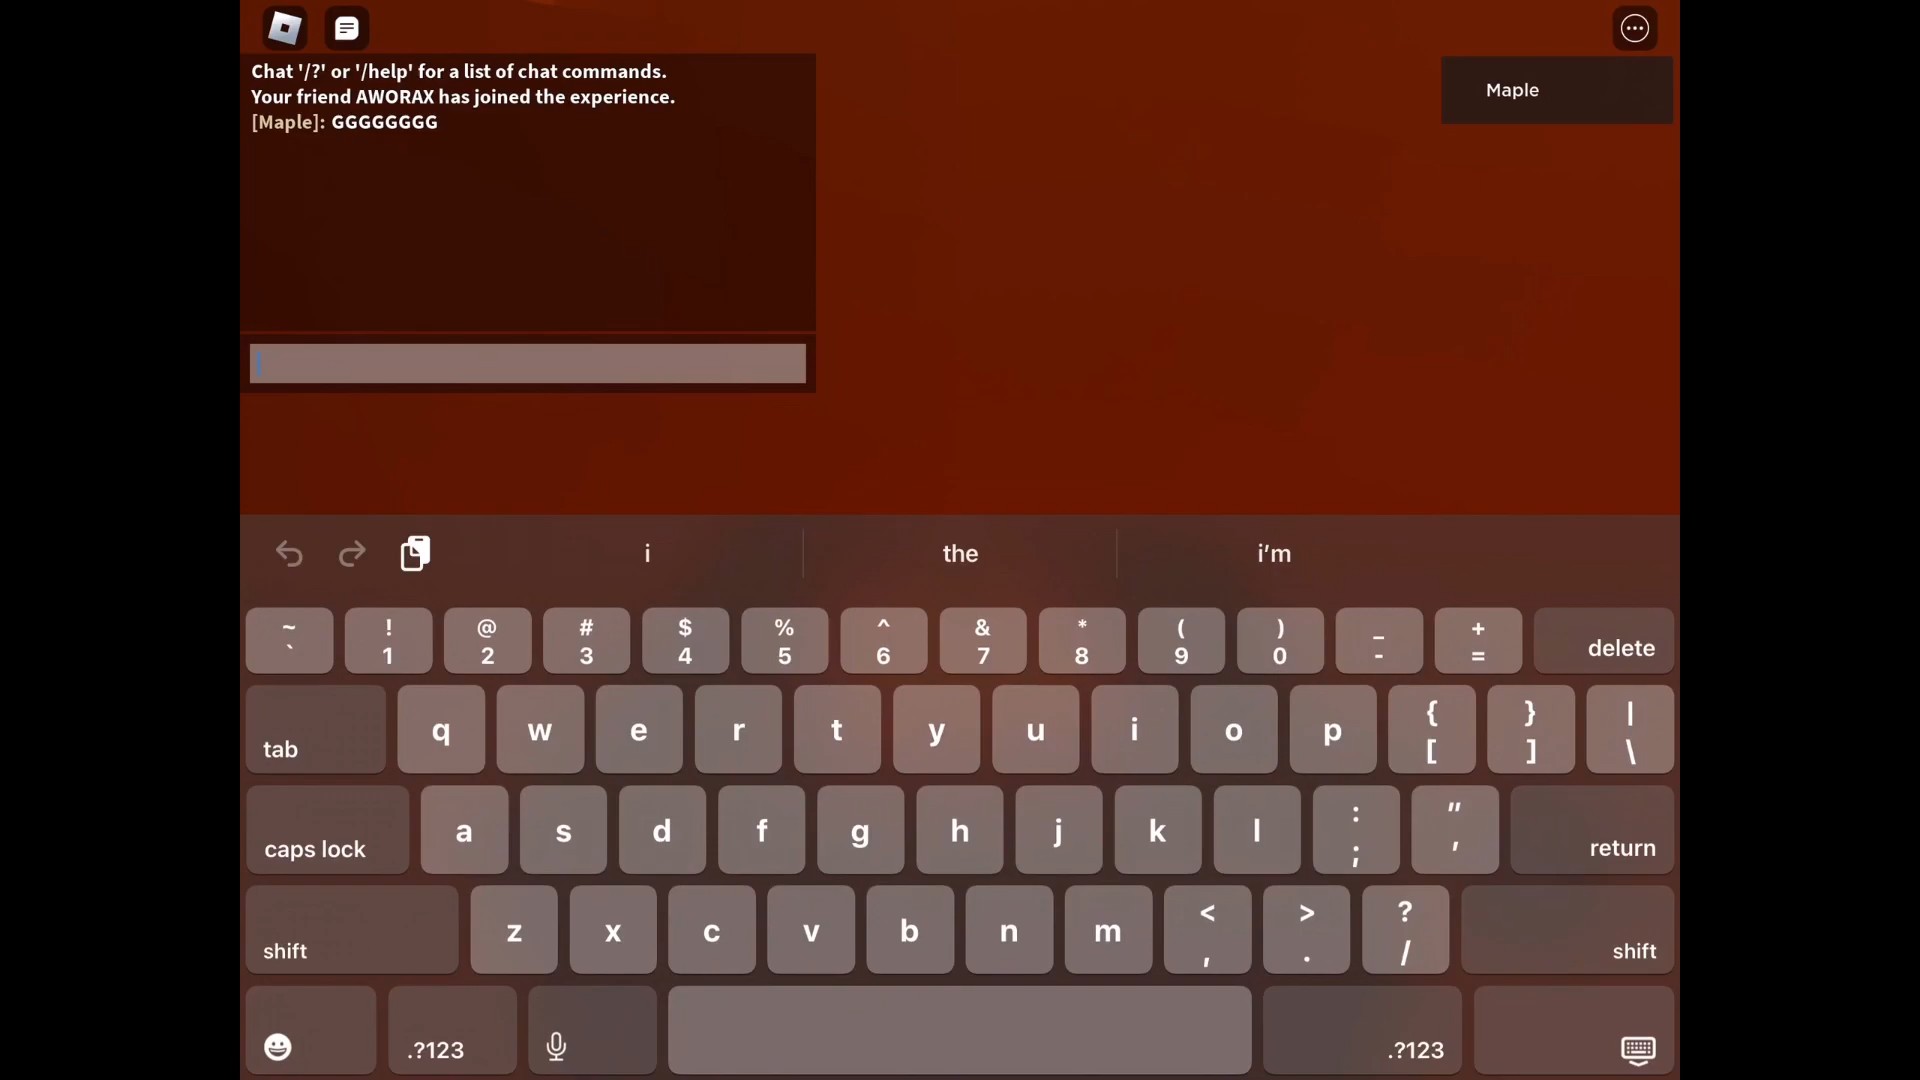 Chat '/?' or '/help' for a list of chat commands.
Your friend AWORAX has joined the experience.
[Maple]: GGGGGGGG
Maple
i the i'm
~ ! @ # $ % ^ & * ( ) _ +
` 1 2 3 4 5 6 7 8 9 0 - = delete
tab q w e r t y u i o p { [ } ] | \
caps lock a s d f g h j k l : ; " ' return
shift z x c v b n m < , > . ? / shift
.?123 .?123